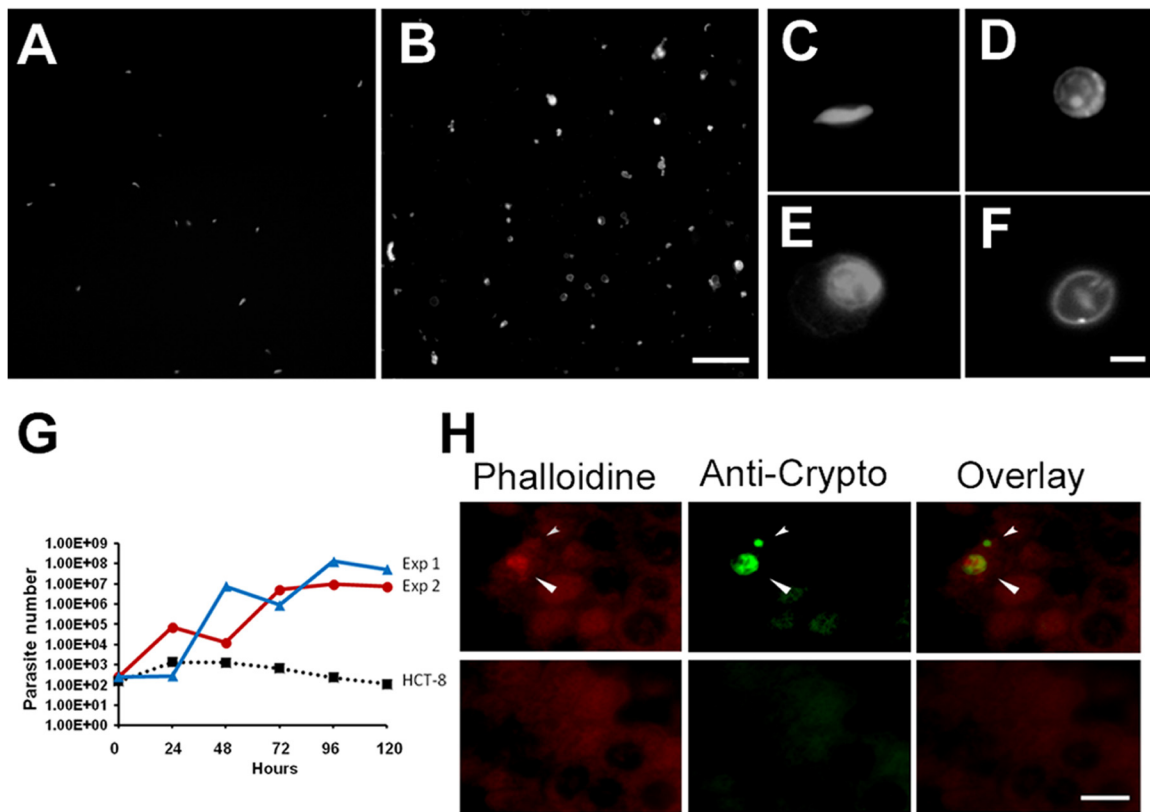 A
B
C
D
E
F
G
H
Phalloidine
Anti-Crypto
Overlay
Parasite number
1.00E+09
1.00E+08
1.00E+07
1.00E+06
1.00E+05
1.00E+04
1.00E+03
1.00E+02
1.00E+01
1.00E+00
Exp 1
Exp 2
HCT-8
0 24 48 72 96 120
Hours